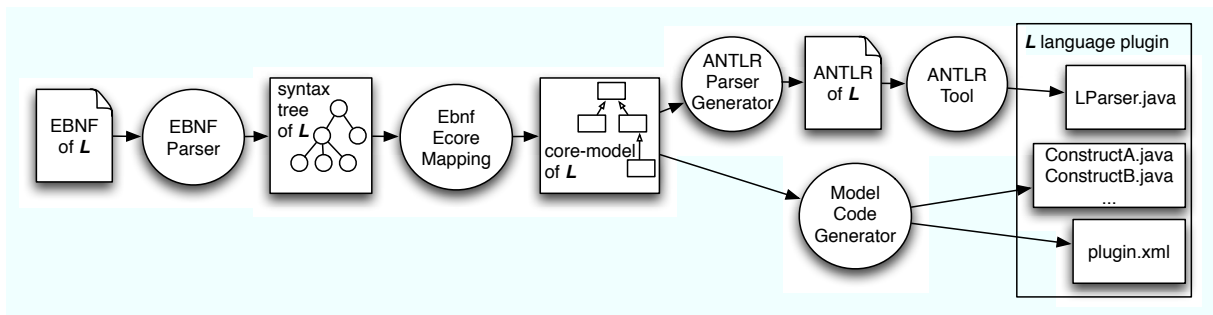 EBNF
of L
EBNF
Parser
syntax
tree
of L
Ebnf
Ecore
Mapping
core-model
of L
ANTLR
Parser
Generator
ANTLR
of L
ANTLR
Tool
Model
Code
Generator
L language plugin
LParser.java
ConstructA.java
ConstructB.java
...
plugin.xml